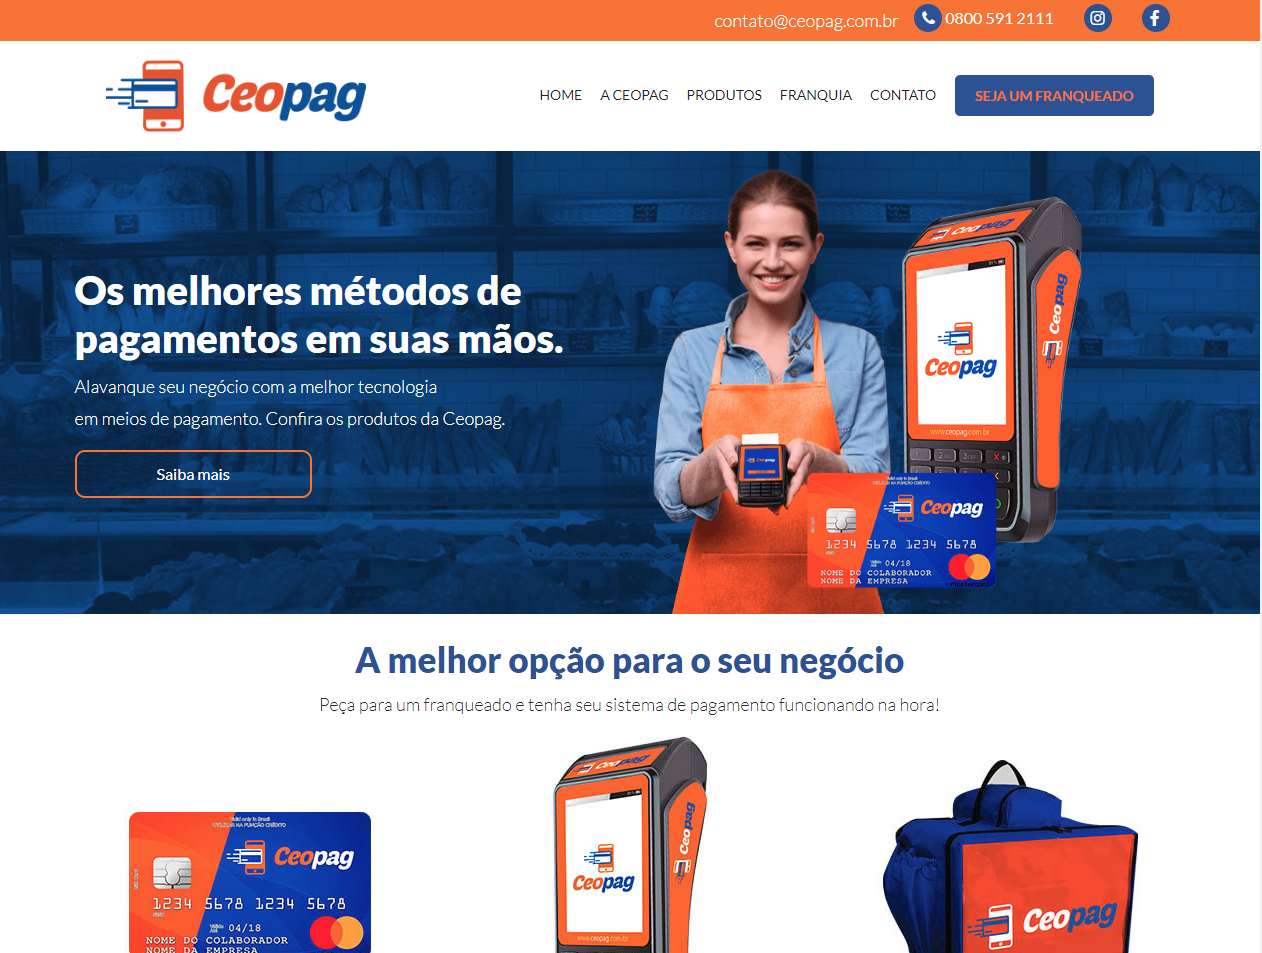 contato@ceopag.com.br
0800 591 2111
Ceopag
HOME
A CEOPAG
PRODUTOS
FRANQUIA
CONTATO
SEJA UM FRANQUEADO
Os melhores métodos de
pagamentos em suas mãos.
Alavanque seu negócio com a melhor tecnologia
em meios de pagamento. Confira os produtos da Ceopag.
Saiba mais
Ceopag
Ceopag
Ceopag
www.ceopag.com.br
Ceopag
Ceopag
1234 5678 1234 5678
04/18
NOME DO COLABORADOR
NOME DA EMPRESA
A melhor opção para o seu negócio
Peça para um franqueado e tenha seu sistema de pagamento funcionando na hora!
Ceopag
1234 5678 1234 5678
04/18
NOME DO COLABORADOR
NOME DA EMPRESA
Ceopag
Ceopag
Ceopag
www.ceopag.com.br
Ceopag